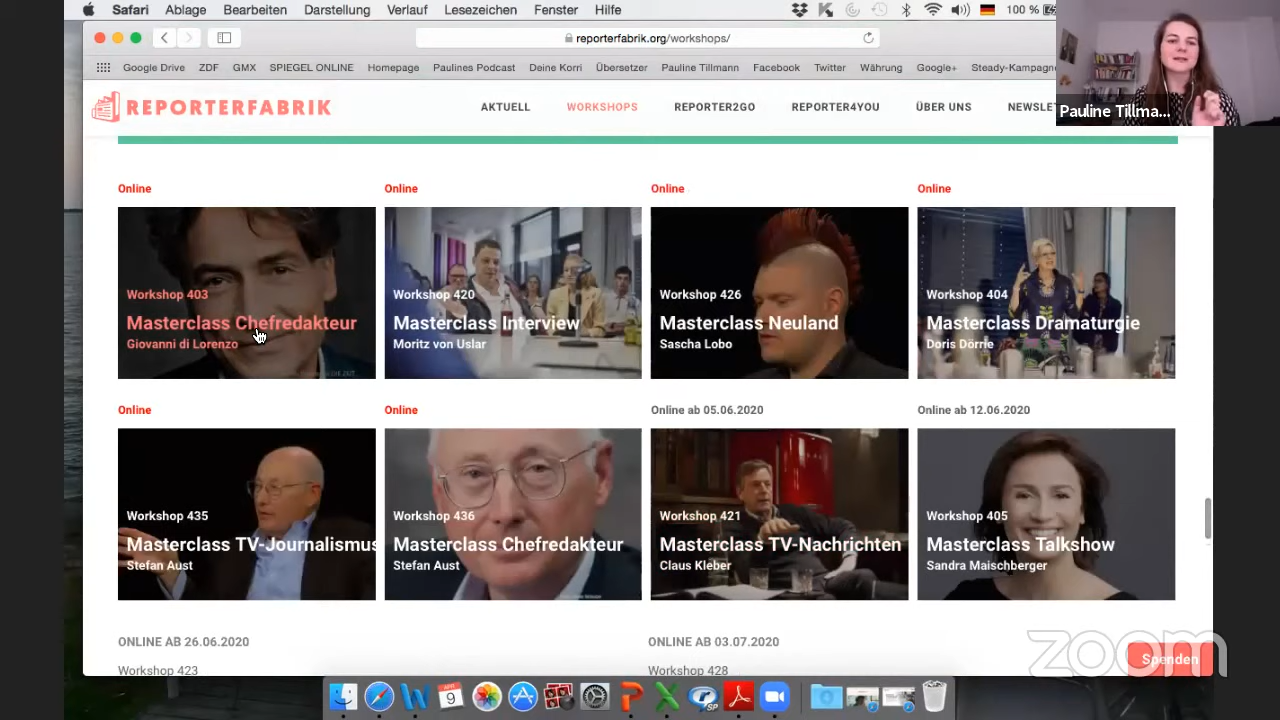 Safari Ablage Bearbeiten Darstellung Verlauf Lesezeichen Fenster Hilfe
100 %
reporterfabrik.org/workshops/
Google Drive ZDF GMX SPIEGEL ONLINE Homepage Paulines Podcast Deine Korri Übersetzer Pauline Tillmann Facebook Twitter Währung Google+ Steady-Kampagne
Pauline Tillma...
REPORTERFABRIK
AKTUELL WORKSHOPS REPORTER2GO REPORTER4YOU ÜBER UNS NEWSLE
Online Online Online Online
Workshop 403
Masterclass Chefredakteur
Giovanni di Lorenzo
Workshop 420
Masterclass Interview
Moritz von Uslar
Workshop 426
Masterclass Neuland
Sascha Lobo
Workshop 404
Masterclass Dramaturgie
Doris Dörrie
Online Online Online ab 05.06.2020 Online ab 12.06.2020
Workshop 435
Masterclass TV-Journalismus
Stefan Aust
Workshop 436
Masterclass Chefredakteur
Stefan Aust
Workshop 421
Masterclass TV-Nachrichten
Claus Kleber
Workshop 405
Masterclass Talkshow
Sandra Maischberger
ONLINE AB 26.06.2020 ONLINE AB 03.07.2020
Workshop 423 Workshop 428
zoom
Spenden
9